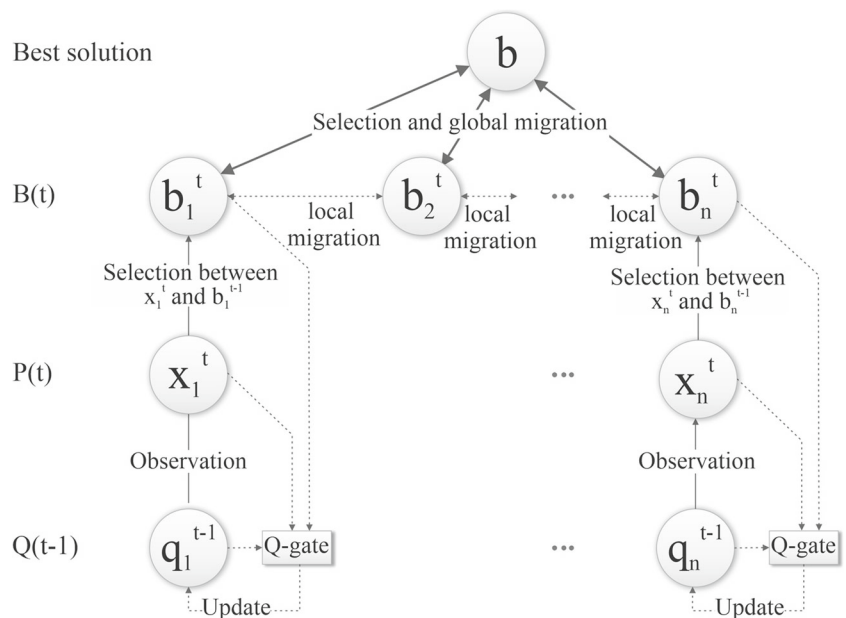 Best solution
b
Selection and global migration
B(t)
b₁ᵗ
b₂ᵗ
...
bₙᵗ
local
migration
local
migration
local
migration
Selection between
x₁ᵗ and b₁ᵗ⁻¹
Selection between
xₙᵗ and bₙᵗ⁻¹
P(t)
x₁ᵗ
...
xₙᵗ
Observation
Observation
Q(t-1)
q₁ᵗ⁻¹
Q-gate
...
qₙᵗ⁻¹
Q-gate
Update
Update